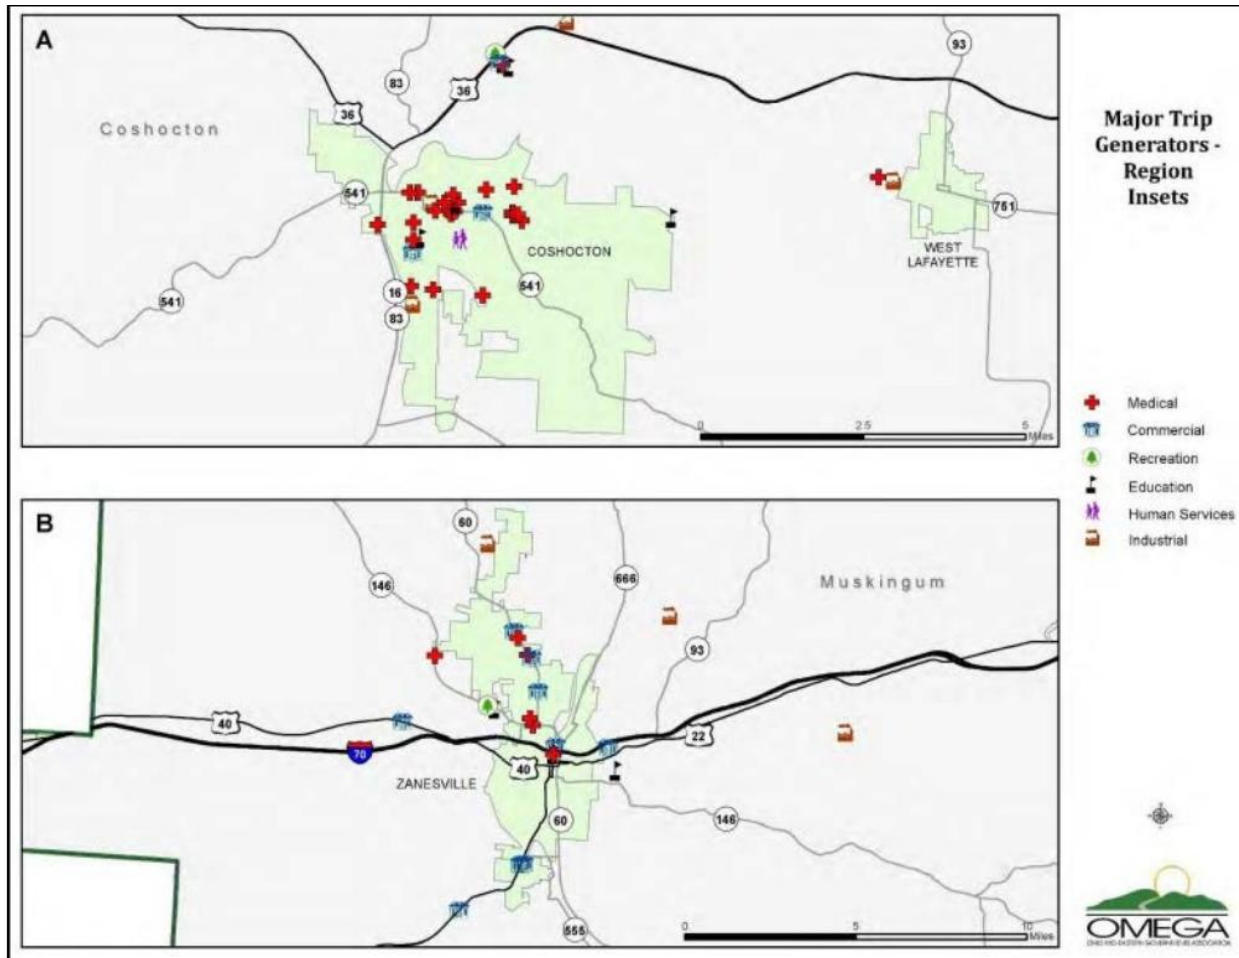 A
93
83
36
36
Coshocton
Major Trip
Generators -
Region
Insets
541
751
COSHOCTON
WEST
LAFAYETTE
541
16
541
83
0
2.5
5
Miles
Medical
Commercial
Recreation
Education
Human Services
Industrial
B
60
146
666
Muskingum
93
40
22
70
40
ZANESVILLE
60
146
555
0
5
10
Miles
OMEGA